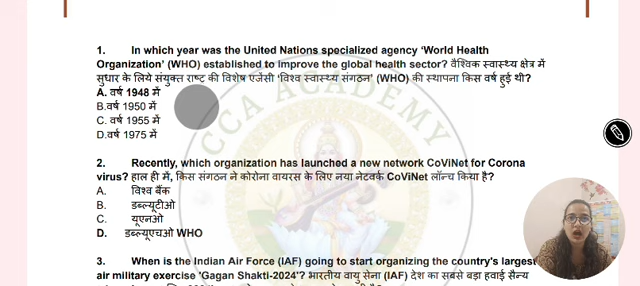 1. In which year was the United Nations specialized agency ‘World Health
Organization’ (WHO) established to improve the global health sector? वैश्विक स्वास्थ्य क्षेत्र में
सुधार के लिये संयुक्त राष्ट्र की विशेष एजेंसी ‘विश्व स्वास्थ्य संगठन’ (WHO) की स्थापना किस वर्ष हुई थी?
A. वर्ष 1948 में
B.वर्ष 1950 में
C. वर्ष 1955 में
D.वर्ष 1975 में
CCA ACADEMY
2. Recently, which organization has launched a new network CoViNet for Corona
virus? हाल ही में, किस संगठन ने कोरोना वायरस के लिए नया नेटवर्क CoViNet लॉन्च किया है?
A. विश्व बैंक
B. डब्ल्यूटीओ
C. यूएनओ
D. डब्ल्यूएचओ WHO
3. When is the Indian Air Force (IAF) going to start organizing the country's largest
air military exercise 'Gagan Shakti-2024'? भारतीय वायु सेना (IAF) देश का सबसे बड़ा हवाई सैन्य